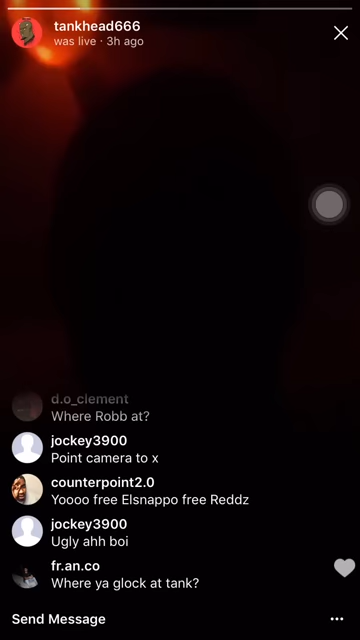 tankhead666
was live · 3h ago
d.o_clement
Where Robb at?
jockey3900
Point camera to x
counterpoint2.0
Yoooo free Elsnappo free Reddz
jockey3900
Ugly ahh boi
fr.an.co
Where ya glock at tank?
Send Message